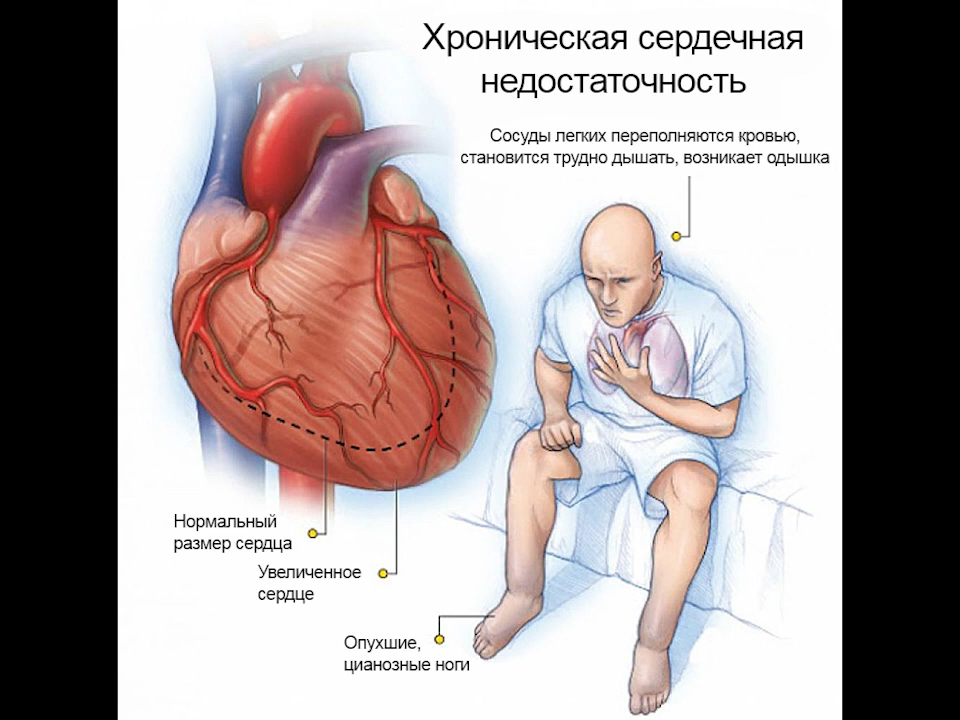 Хроническая сердечная
недостаточность
Сосуды легких переполняются кровью,
становится трудно дышать, возникает одышка
Нормальный
размер сердца
Увеличенное
сердце
Опухшие,
цианозные ноги